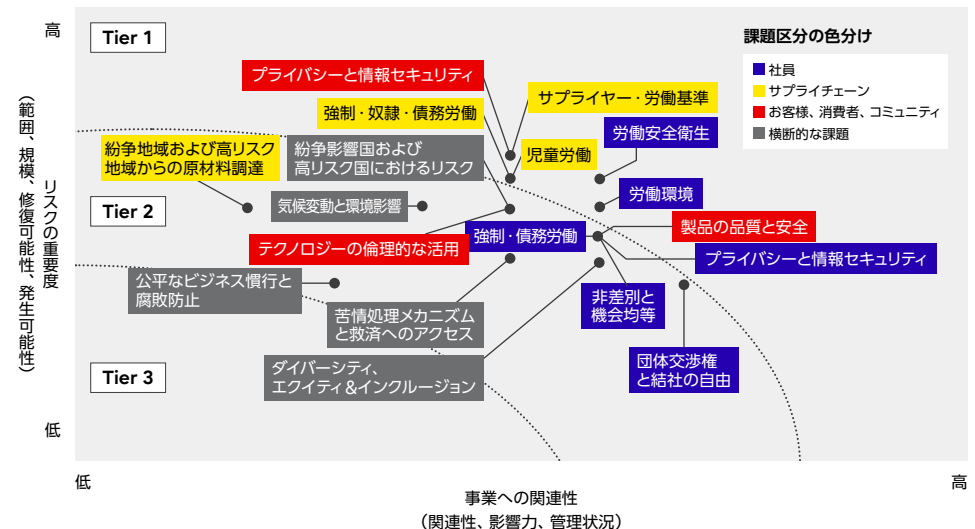 高
Tier 1
課題区分の色分け
社員
サプライチェーン
お客様、消費者、コミュニティ
横断的な課題
プライバシーと情報セキュリティ
サプライヤー・労働基準
強制・奴隷・債務労働
労働安全衛生
紛争地域および高リスク
地域からの原材料調達
紛争影響国および
高リスク国におけるリスク
児童労働
リスクの重要度
（範囲、規模、修復可能性、発生可能性）
Tier 2
気候変動と環境影響
労働環境
テクノロジーの倫理的な活用
強制・債務労働
製品の品質と安全
プライバシーと情報セキュリティ
公平なビジネス慣行と
腐敗防止
苦情処理メカニズム
と救済へのアクセス
非差別と
機会均等
団体交渉権
と結社の自由
Tier 3
ダイバーシティ、
エクイティ＆インクルージョン
低
低
高
事業への関連性
（関連性、影響力、管理状況）